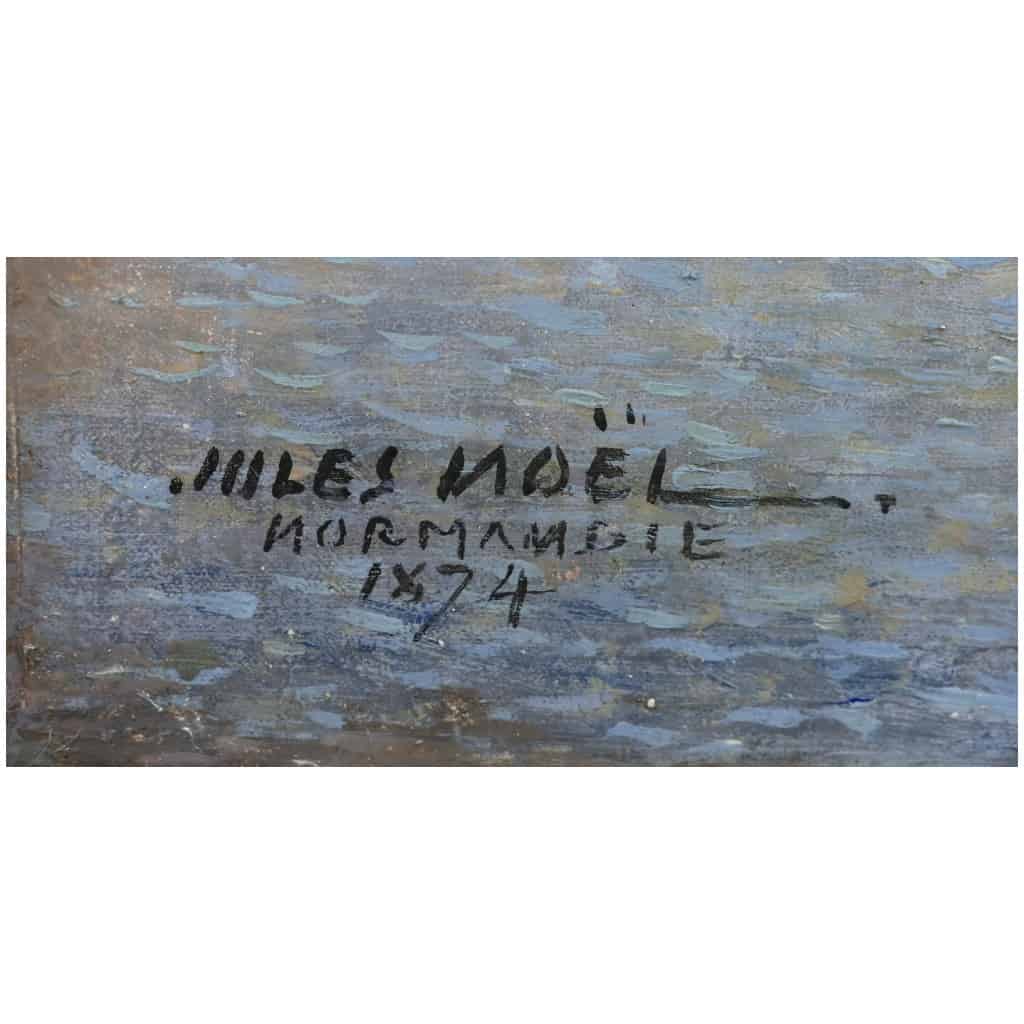 JULES NOËL.
NORMANDIE
1874